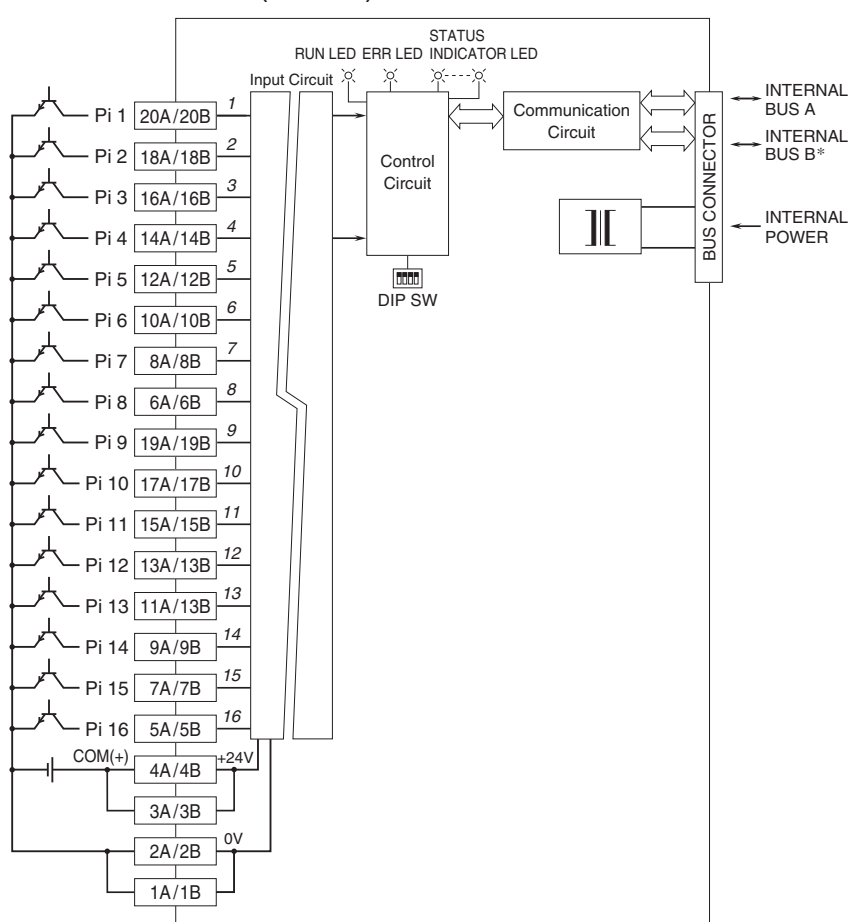 STATUS
RUN LED ERR LED INDICATOR LED
Input Circuit
Pi 1 20A/20B 1
Pi 2 18A/18B 2
Pi 3 16A/16B 3
Pi 4 14A/14B 4
Pi 5 12A/12B 5
Pi 6 10A/10B 6
Pi 7 8A/8B 7
Pi 8 6A/6B 8
Pi 9 19A/19B 9
Pi 10 17A/17B 10
Pi 11 15A/15B 11
Pi 12 13A/13B 12
Pi 13 11A/13B 13
Pi 14 9A/9B 14
Pi 15 7A/7B 15
Pi 16 5A/5B 16
COM(+) 4A/4B +24V
3A/3B
2A/2B 0V
1A/1B
Control
Circuit
DIP SW
Communication
Circuit
BUS CONNECTOR
INTERNAL
BUS A
INTERNAL
BUS B*
INTERNAL
POWER